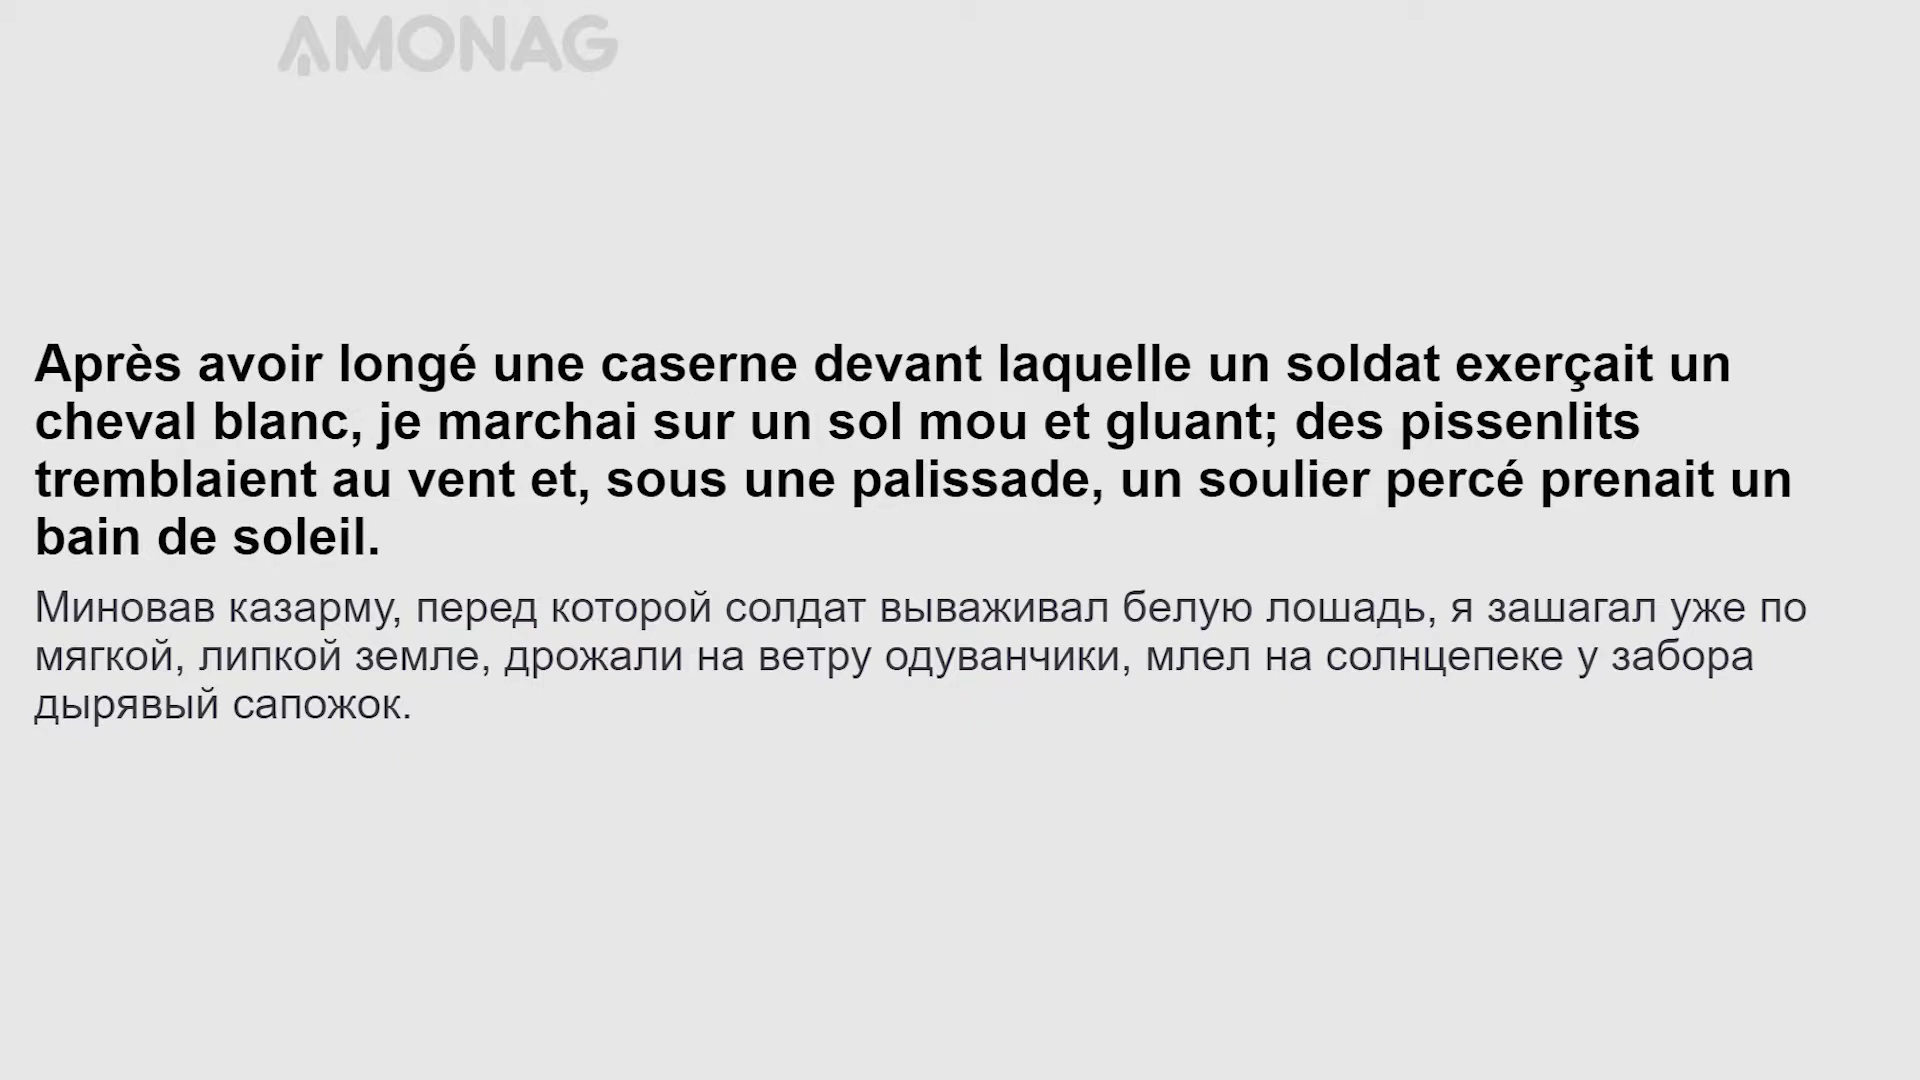 AMONAG
Après avoir longé une caserne devant laquelle un soldat exerçait un
cheval blanc, je marchai sur un sol mou et gluant; des pissenlits
tremblaient au vent et, sous une palissade, un soulier percé prenait un
bain de soleil.
Миновав казарму, перед которой солдат вываживал белую лошадь, я зашагал уже по
мягкой, липкой земле, дрожали на ветру одуванчики, млел на солнцепеке у забора
дырявый сапожок.